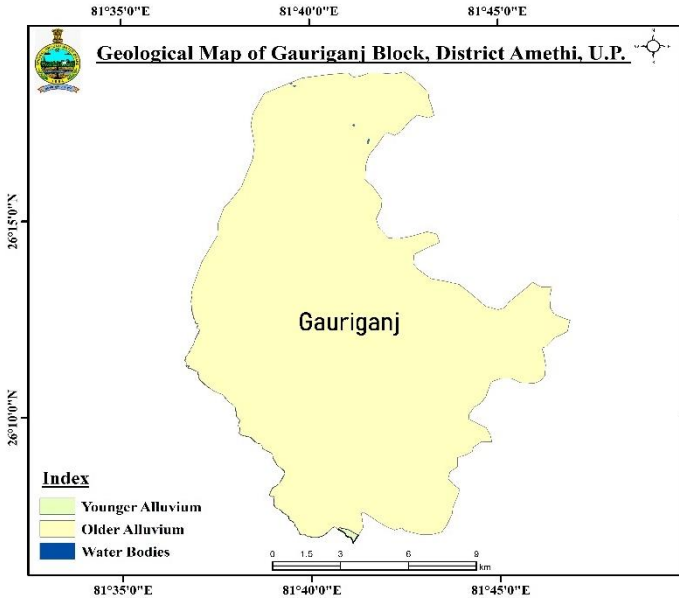 81°35'0"E 81°40'0"E 81°45'0"E
Geological Map of Gauriganj Block, District Amethi, U.P.
26°15'0"N
Gauriganj
26°10'0"N
Index
Younger Alluvium
Older Alluvium
Water Bodies
0 1.5 3 6 9
km
81°35'0"E 81°40'0"E 81°45'0"E